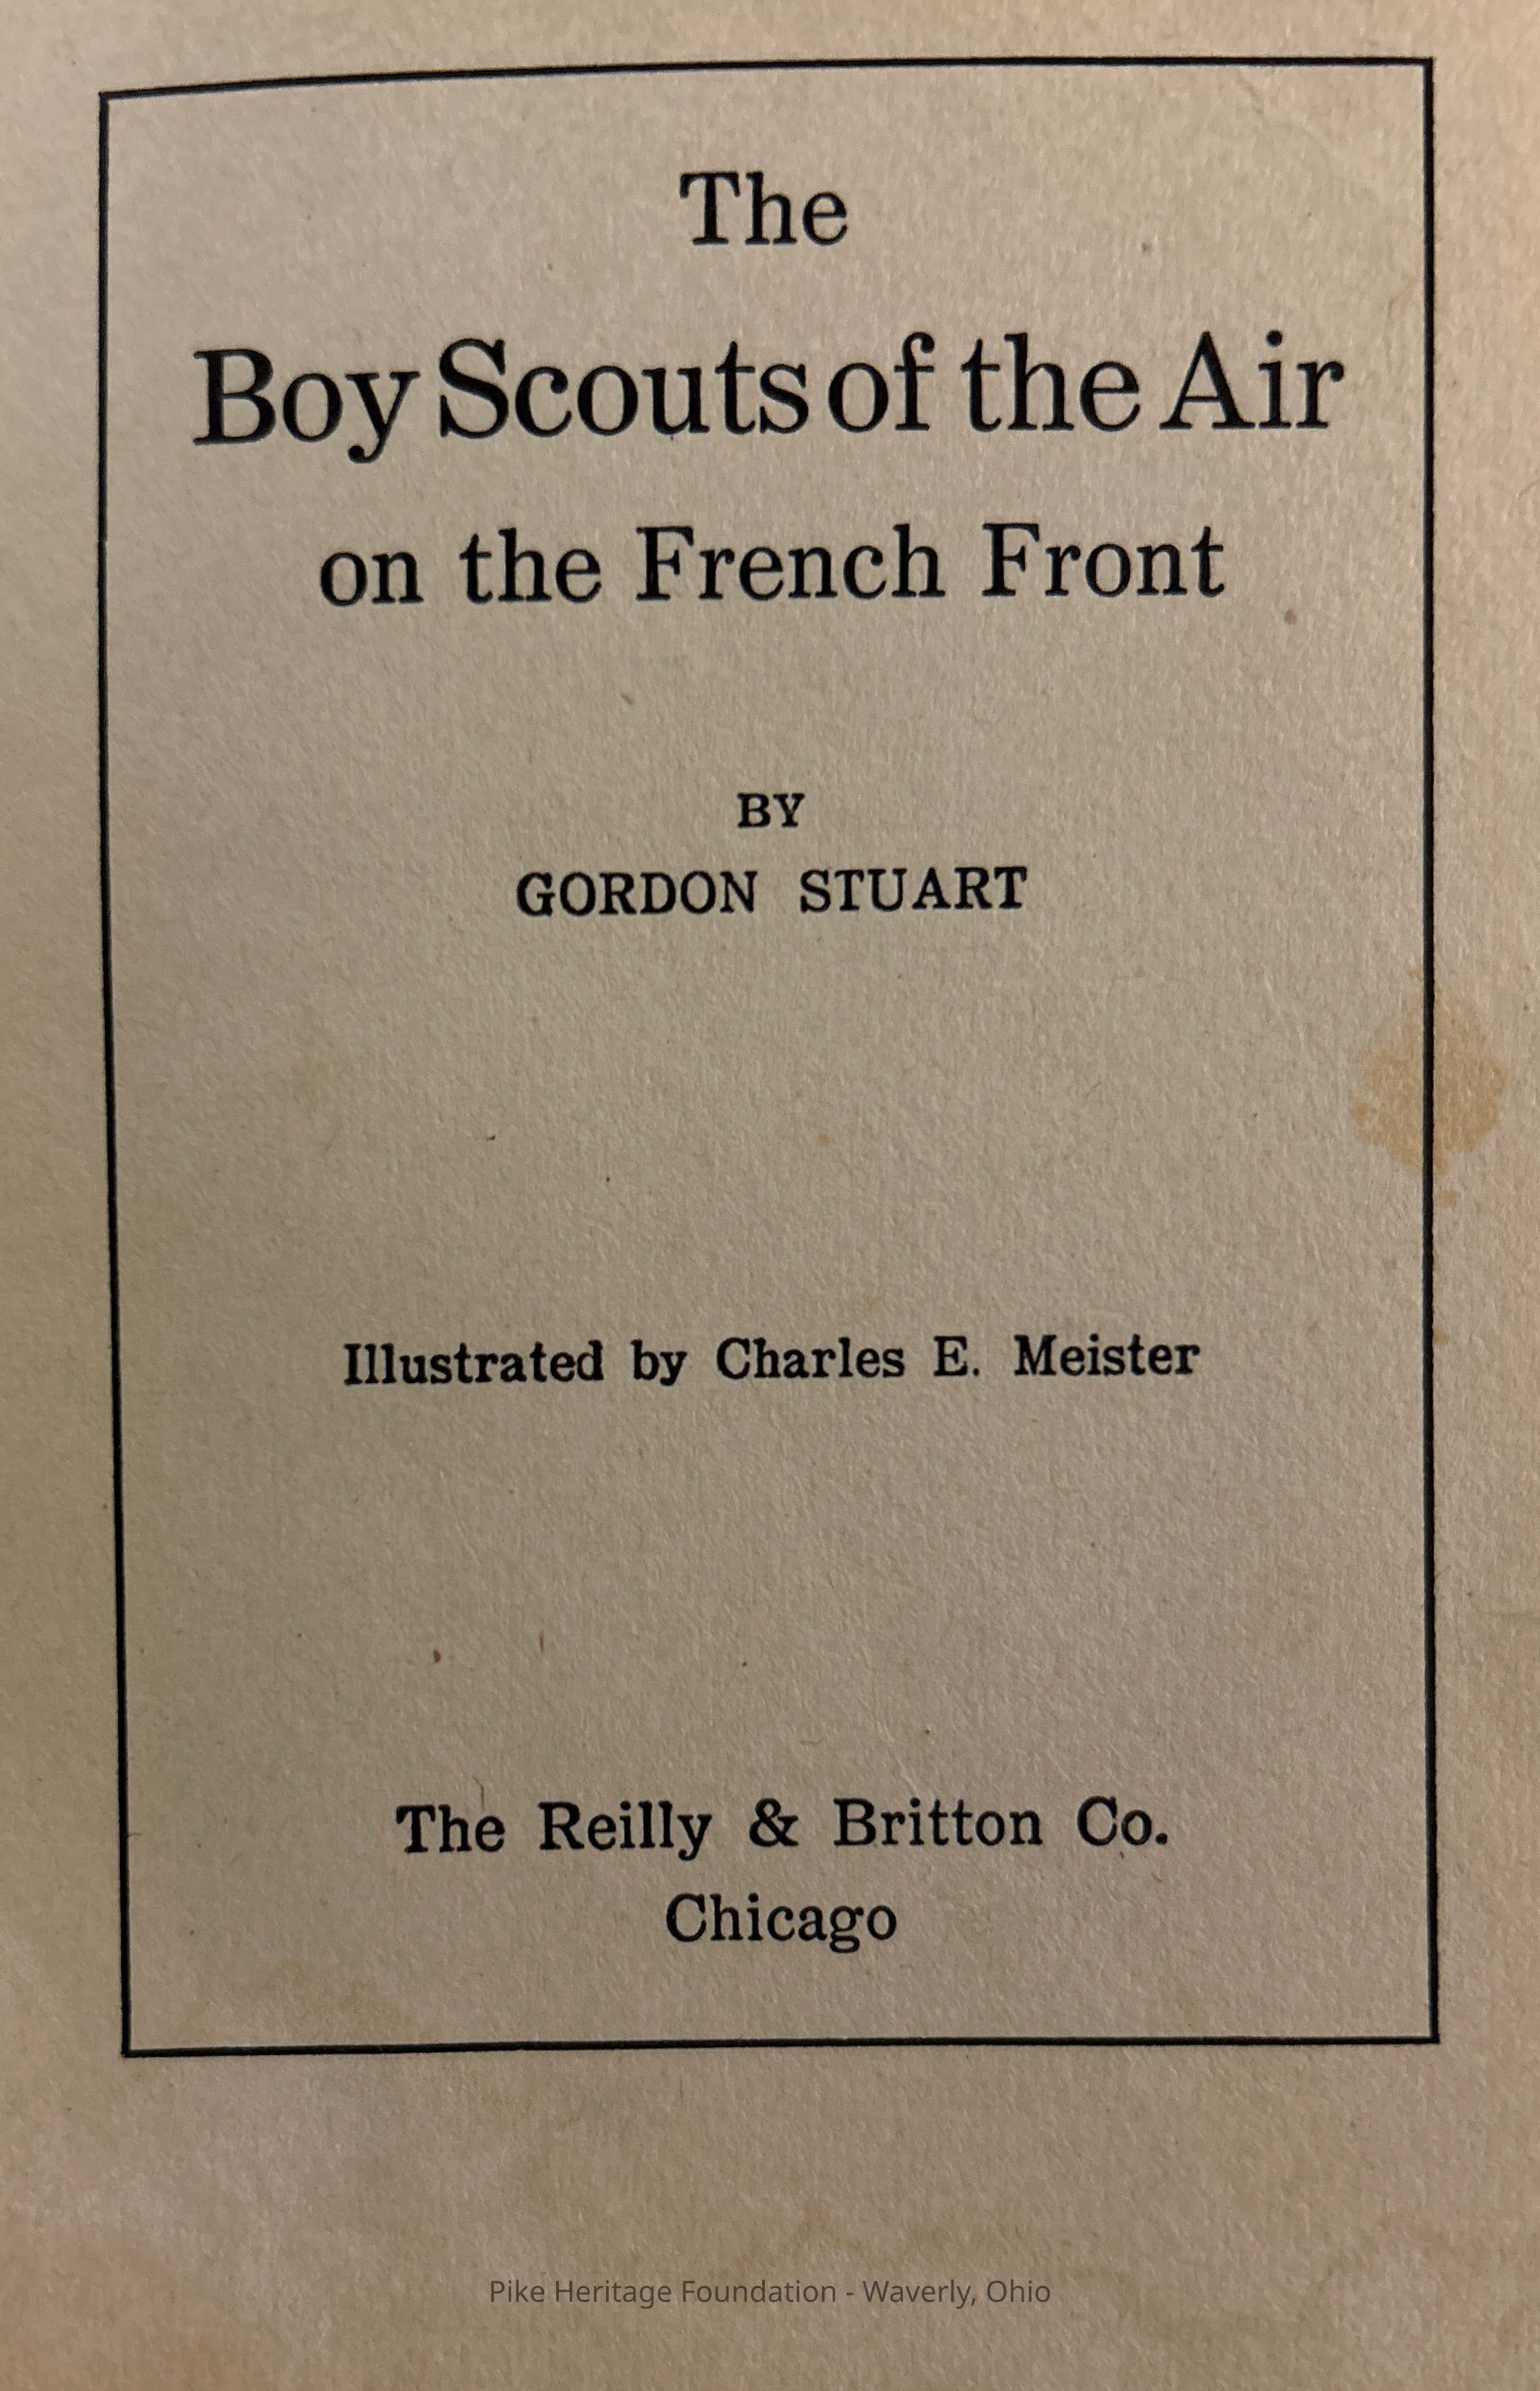 The
Boy Scouts of the Air
on the French Front
BY
GORDON STUART
Illustrated by Charles E. Meister
The Reilly & Britton Co.
Chicago
Pike Heritage Foundation - Waverly, Ohio